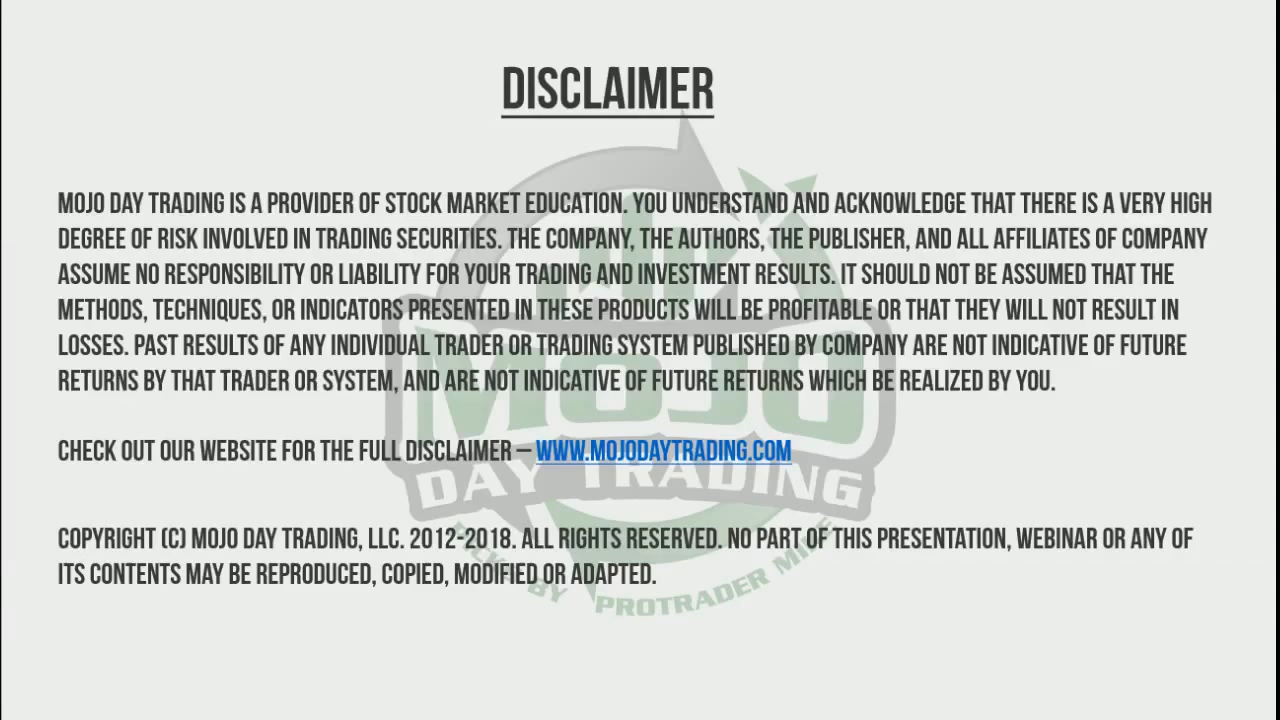 DISCLAIMER
MOJO DAY TRADING IS A PROVIDER OF STOCK MARKET EDUCATION. YOU UNDERSTAND AND ACKNOWLEDGE THAT THERE IS A VERY HIGH
DEGREE OF RISK INVOLVED IN TRADING SECURITIES. THE COMPANY, THE AUTHORS, THE PUBLISHER, AND ALL AFFILIATES OF COMPANY
ASSUME NO RESPONSIBILITY OR LIABILITY FOR YOUR TRADING AND INVESTMENT RESULTS. IT SHOULD NOT BE ASSUMED THAT THE
METHODS, TECHNIQUES, OR INDICATORS PRESENTED IN THESE PRODUCTS WILL BE PROFITABLE OR THAT THEY WILL NOT RESULT IN
LOSSES. PAST RESULTS OF ANY INDIVIDUAL TRADER OR TRADING SYSTEM PUBLISHED BY COMPANY ARE NOT INDICATIVE OF FUTURE
RETURNS BY THAT TRADER OR SYSTEM, AND ARE NOT INDICATIVE OF FUTURE RETURNS WHICH BE REALIZED BY YOU.
CHECK OUT OUR WEBSITE FOR THE FULL DISCLAIMER – WWW.MOJODAYTRADING.COM
COPYRIGHT (C) MOJO DAY TRADING, LLC. 2012-2018. ALL RIGHTS RESERVED. NO PART OF THIS PRESENTATION, WEBINAR OR ANY OF
ITS CONTENTS MAY BE REPRODUCED, COPIED, MODIFIED OR ADAPTED.
MOJO
DAY TRADING
BY PROTRADER MIKE